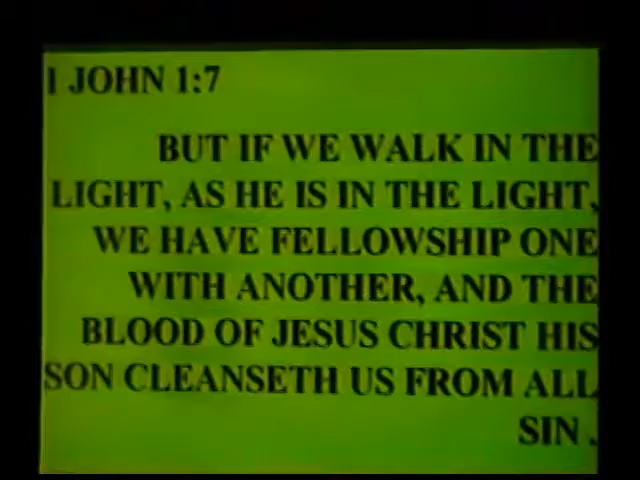 I JOHN 1:7
BUT IF WE WALK IN THE
LIGHT, AS HE IS IN THE LIGHT,
WE HAVE FELLOWSHIP ONE
WITH ANOTHER, AND THE
BLOOD OF JESUS CHRIST HIS
SON CLEANSETH US FROM ALL
SIN .